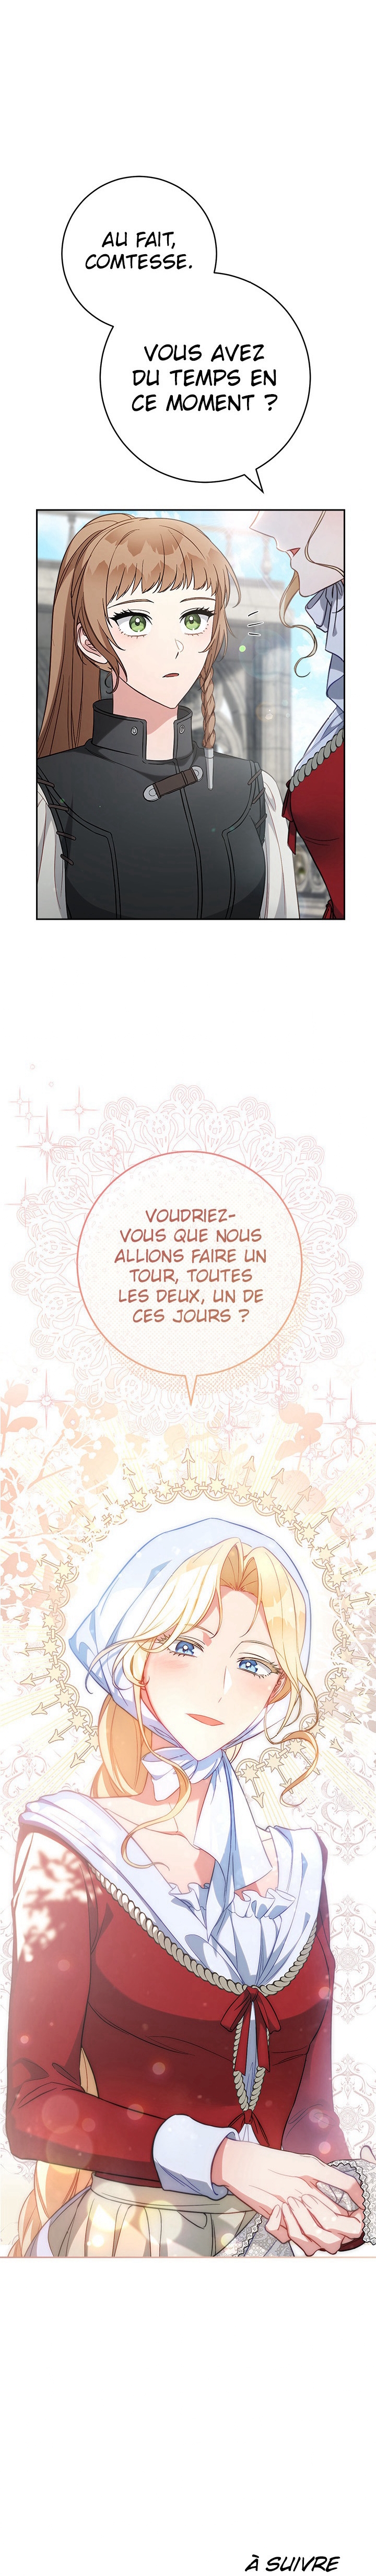 AU FAIT,
COMTESSE.
VOUS AVEZ
DU TEMPS EN
CE MOMENT ?
VOUDRIEZ-
VOUS QUE NOUS
ALLIONS FAIRE UN
TOUR, TOUTES
LES DEUX, UN DE
CES JOURS ?
À SUIVRE